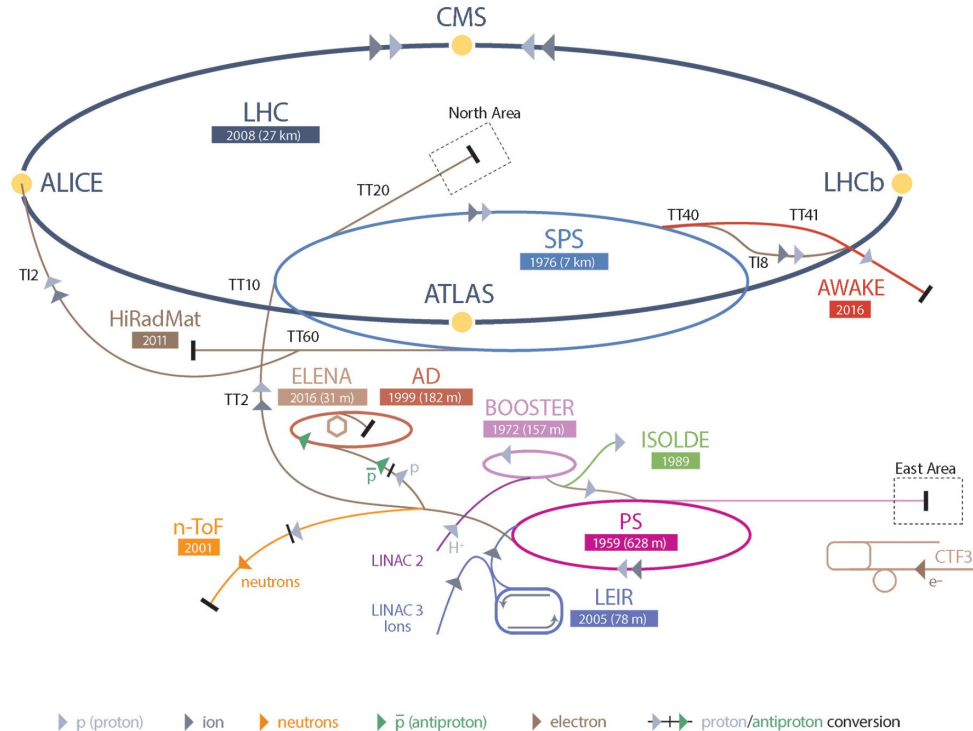 CMS
LHC
2008 (27 km)
North Area
ALICE
TT20
LHCb
TT40
TT41
SPS
1976 (7 km)
TI2
TT10
TI8
ATLAS
AWAKE
2016
HiRadMat
2011
TT60
ELENA
2016 (31 m)
AD
1999 (182 m)
TT2
BOOSTER
1972 (157 m)
ISOLDE
1989
p̅
p
East Area
n-ToF
2001
PS
1959 (628 m)
LINAC 2
H⁺
neutrons
CTF3
e⁻
LINAC 3
Ions
LEIR
2005 (78 m)
p (proton)
ion
neutrons
p̅ (antiproton)
electron
proton/antiproton conversion